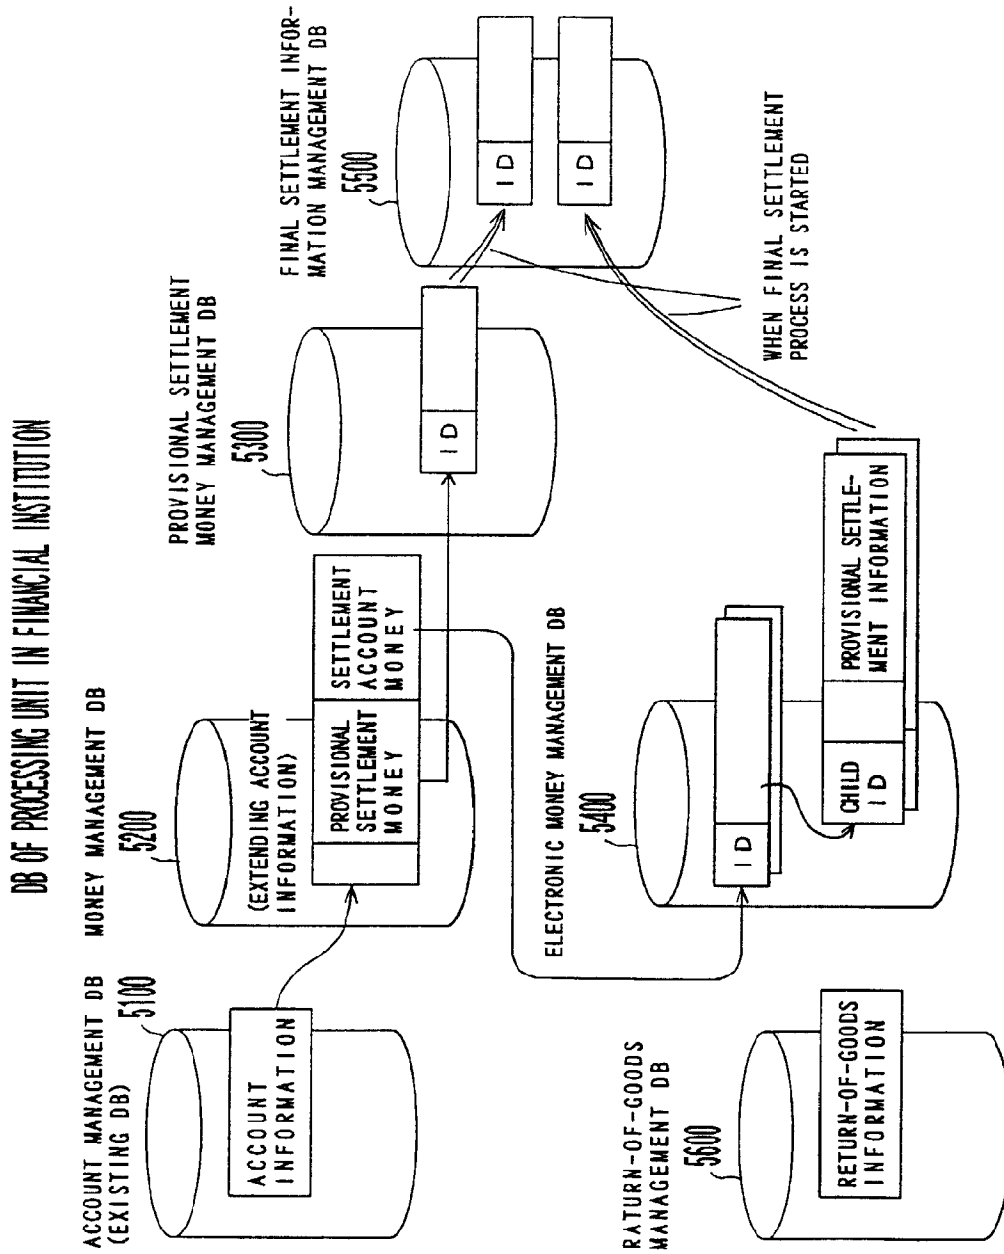 DB OF PROCESSING UNIT IN FINANCIAL INSTITUTION
ACCOUNT MANAGEMENT DB
(EXISTING DB)
5100
ACCOUNT
INFORMATION
MONEY MANAGEMENT DB
5200
(EXTENDING ACCOUNT
INFORMATION)
PROVISIONAL
SETTLEMENT
MONEY
SETTLEMENT
ACCOUNT
MONEY
PROVISIONAL SETTLEMENT
MONEY MANAGEMENT DB
5300
ID
FINAL SETTLEMENT INFOR-
MATION MANAGEMENT DB
5500
ID
ID
WHEN FINAL SETTLEMENT
PROCESS IS STARTED
ELECTRONIC MONEY MANAGEMENT DB
5400
ID
CHILD
ID
PROVISIONAL SETTLE-
MENT INFORMATION
RATURN-OF-GOODS
MANAGEMENT DB
5600
RETURN-OF-GOODS
INFORMATION